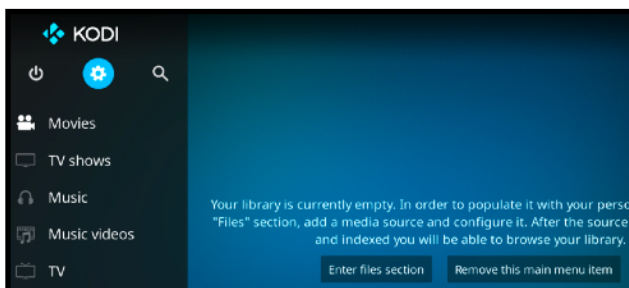 KODI
Movies
TV shows
Music
Music videos
TV
Your library is currently empty. In order to populate it with your
"Files" section, add a media source and configure it. After the source
and indexed you will be able to browse your library.
Enter files section
Remove this main menu item